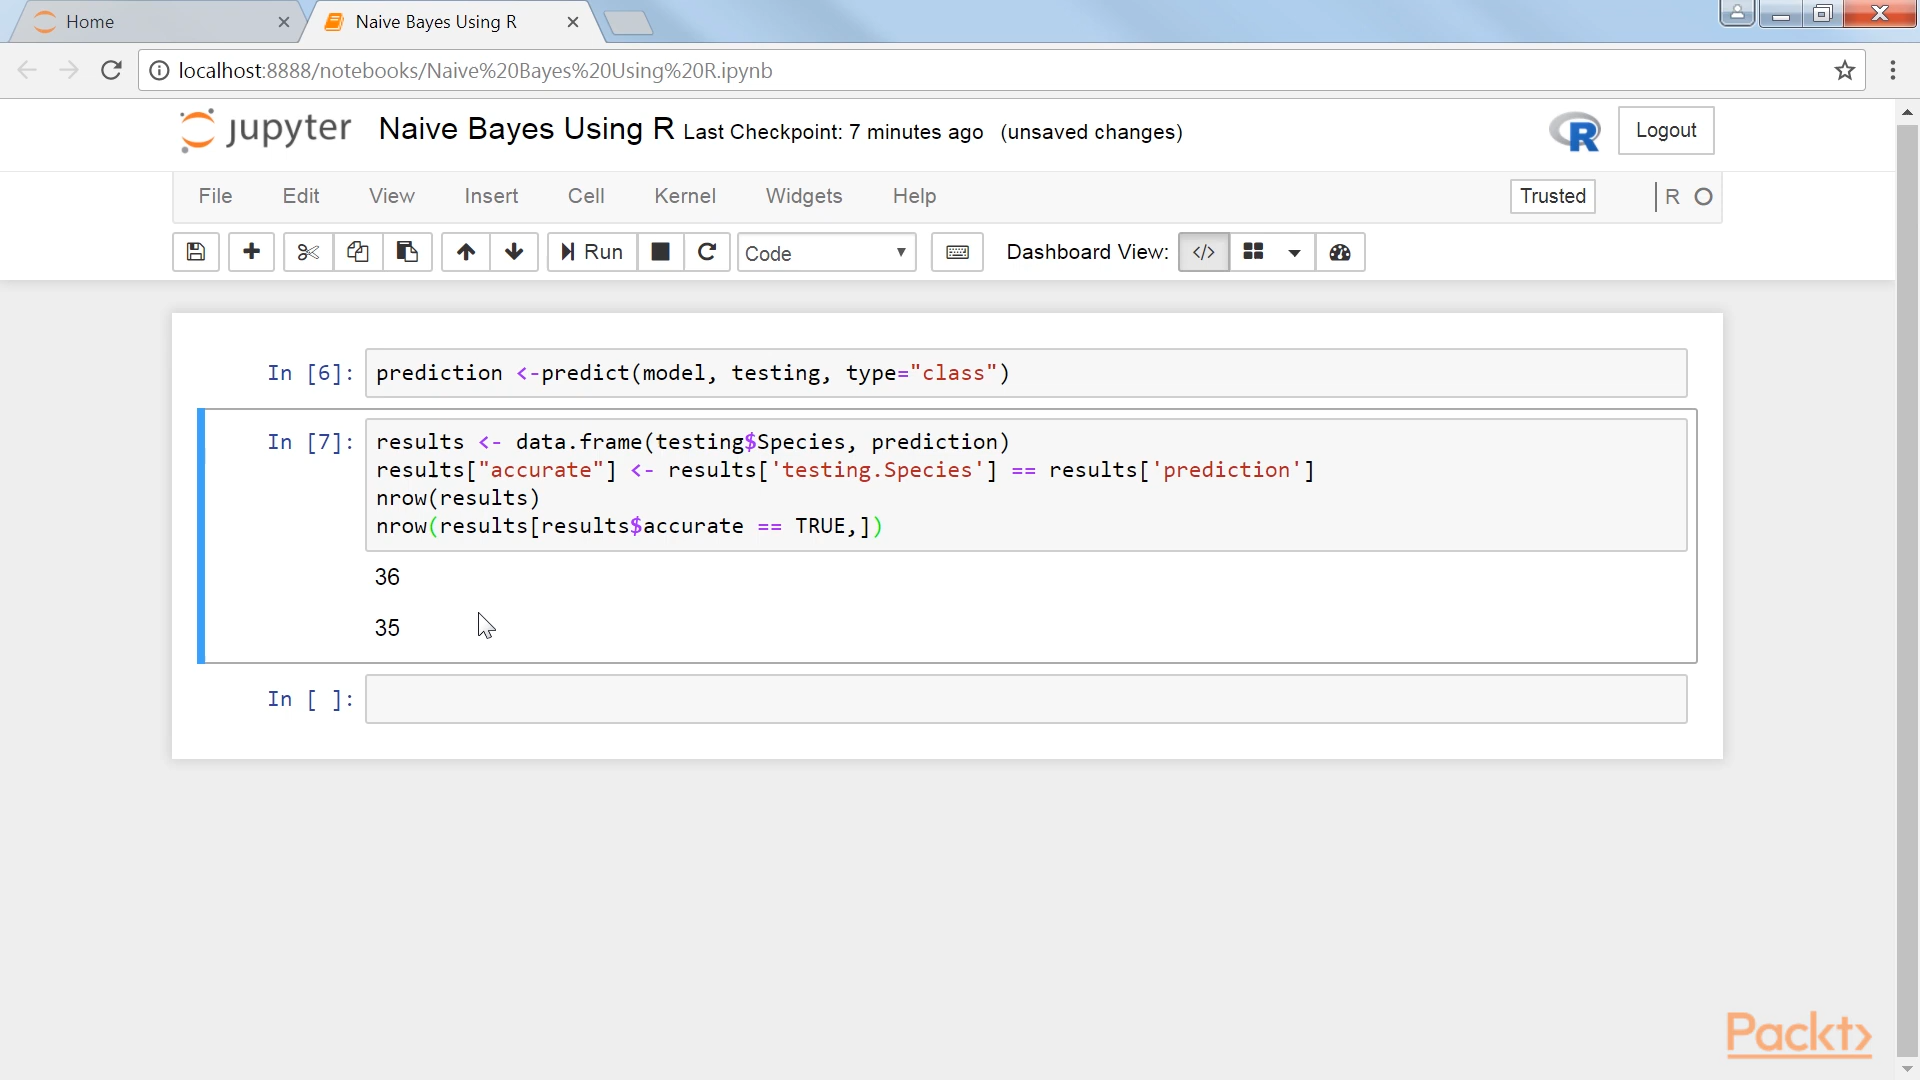 Home
Naive Bayes Using R
localhost:8888/notebooks/Naive%20Bayes%20Using%20R.ipynb
jupyter Naive Bayes Using R Last Checkpoint: 7 minutes ago (unsaved changes)
R Logout
File Edit View Insert Cell Kernel Widgets Help Trusted R
Run Code Dashboard View: </>
In [6]: prediction <-predict(model, testing, type="class")
In [7]: results <- data.frame(testing$Species, prediction)
results["accurate"] <- results['testing.Species'] == results['prediction']
nrow(results)
nrow(results[results$accurate == TRUE,])
36
35
In [ ]:
Packt>